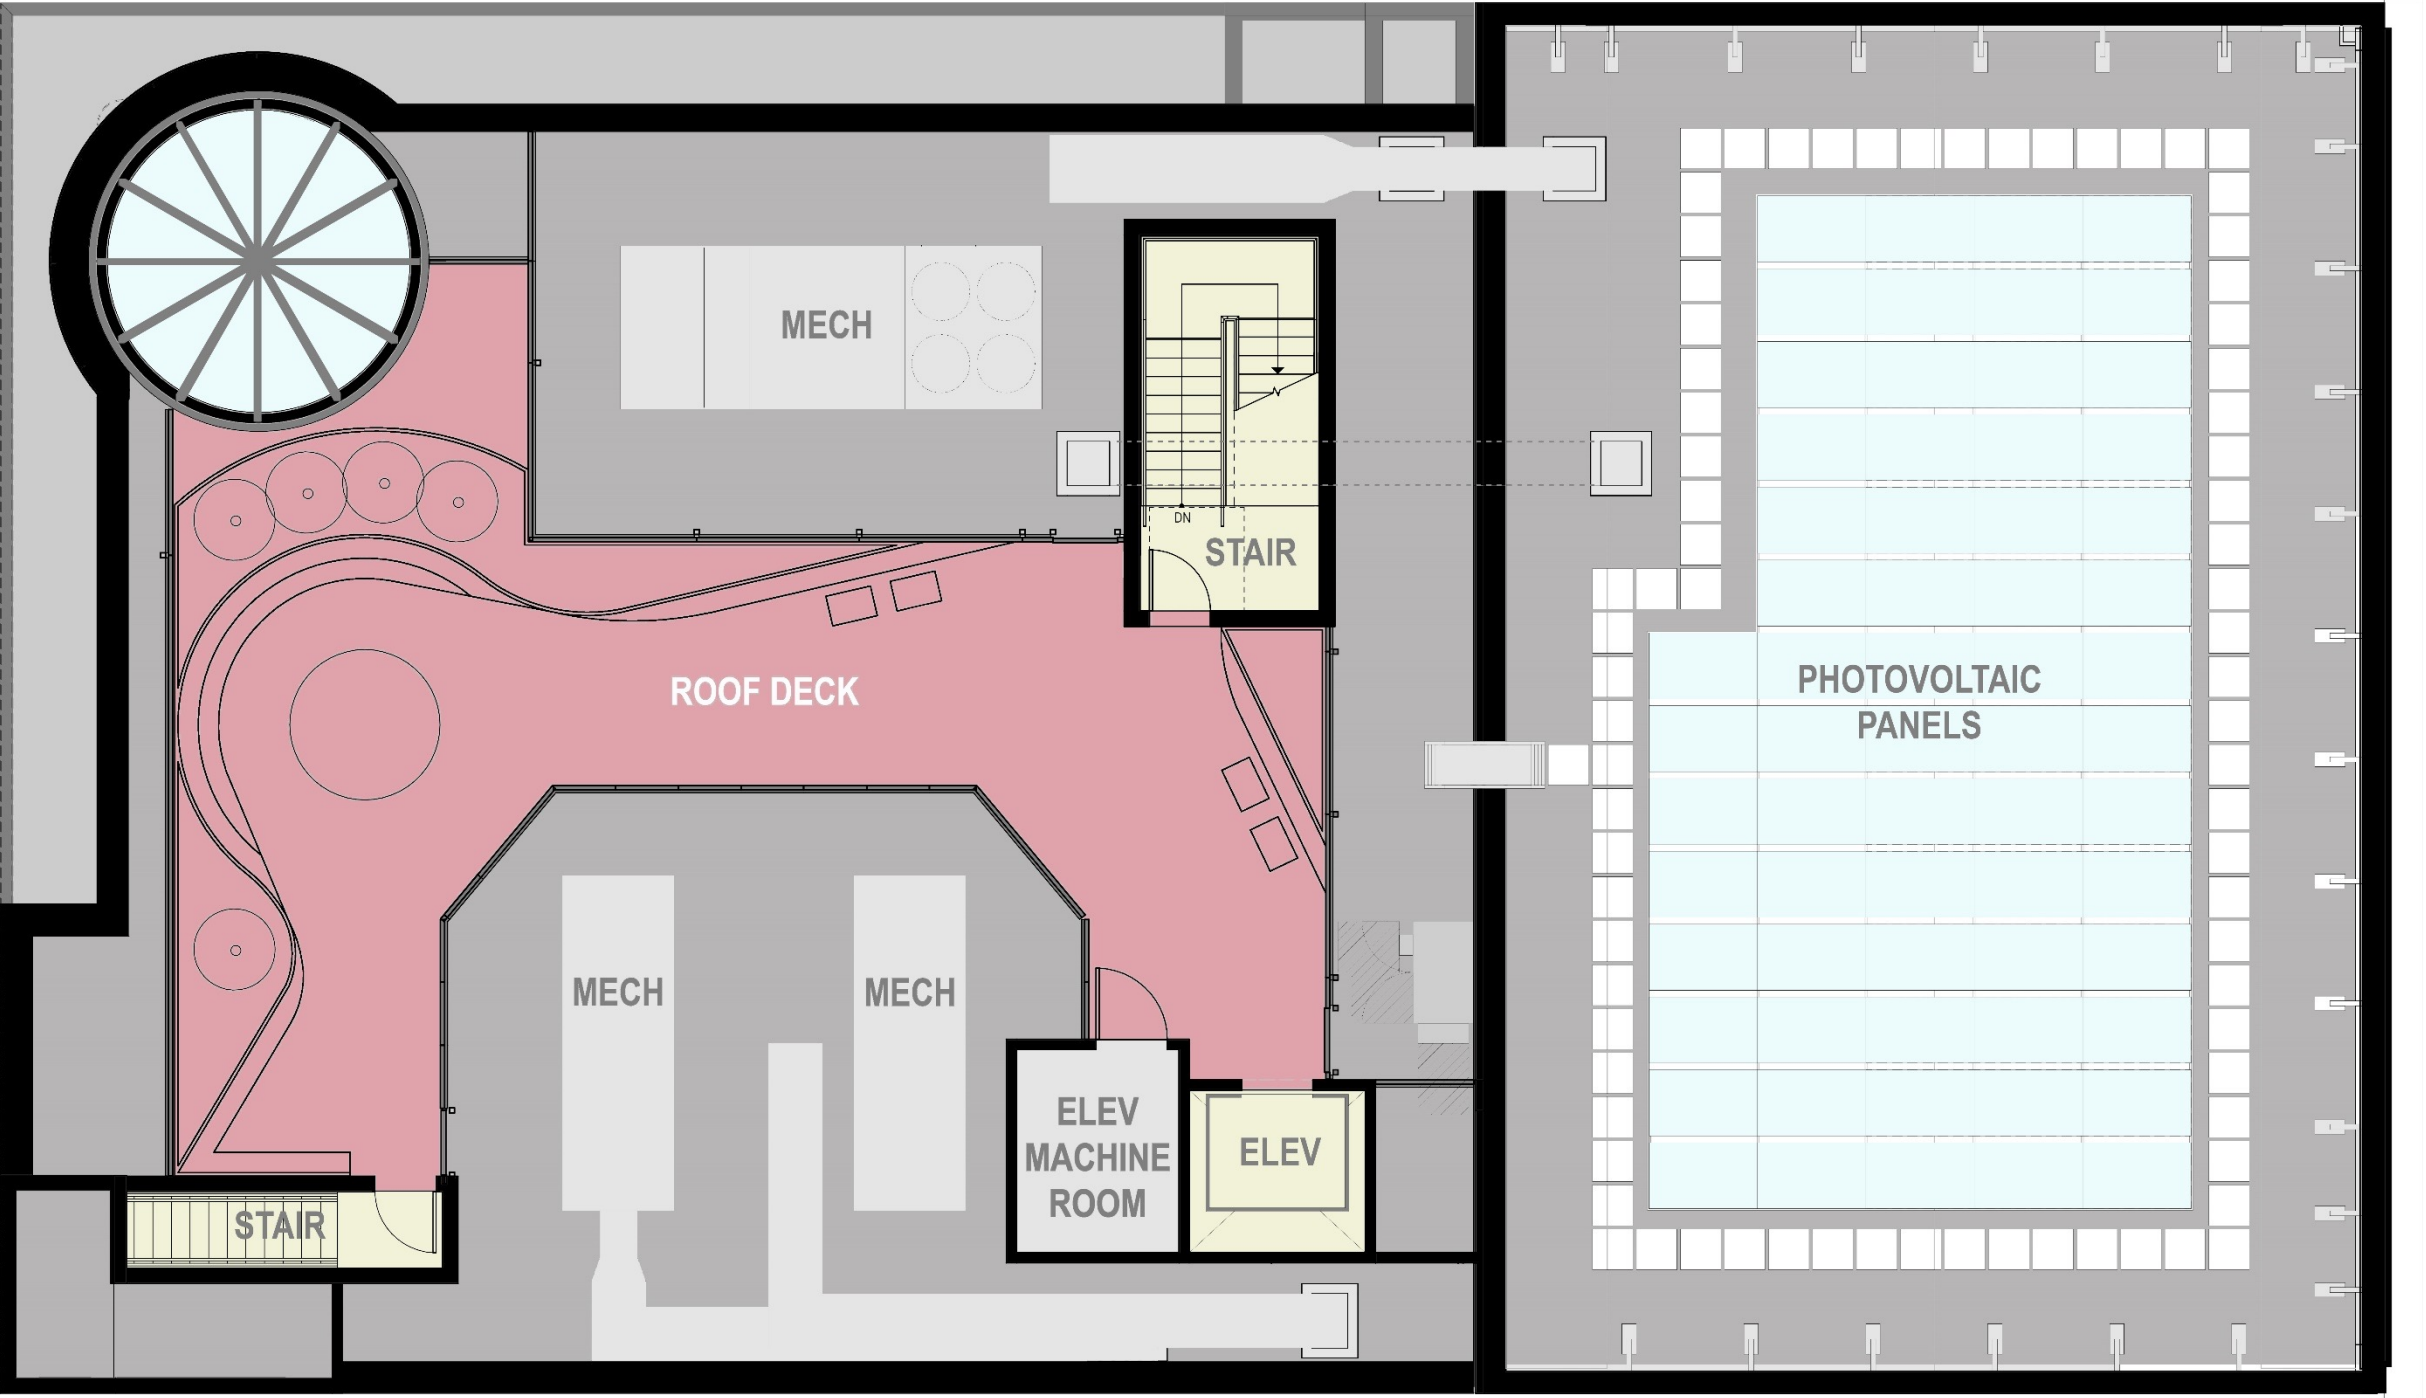 MECH
DN
STAIR
ROOF DECK
PHOTOVOLTAIC
PANELS
MECH
MECH
ELEV
MACHINE
ROOM
ELEV
STAIR